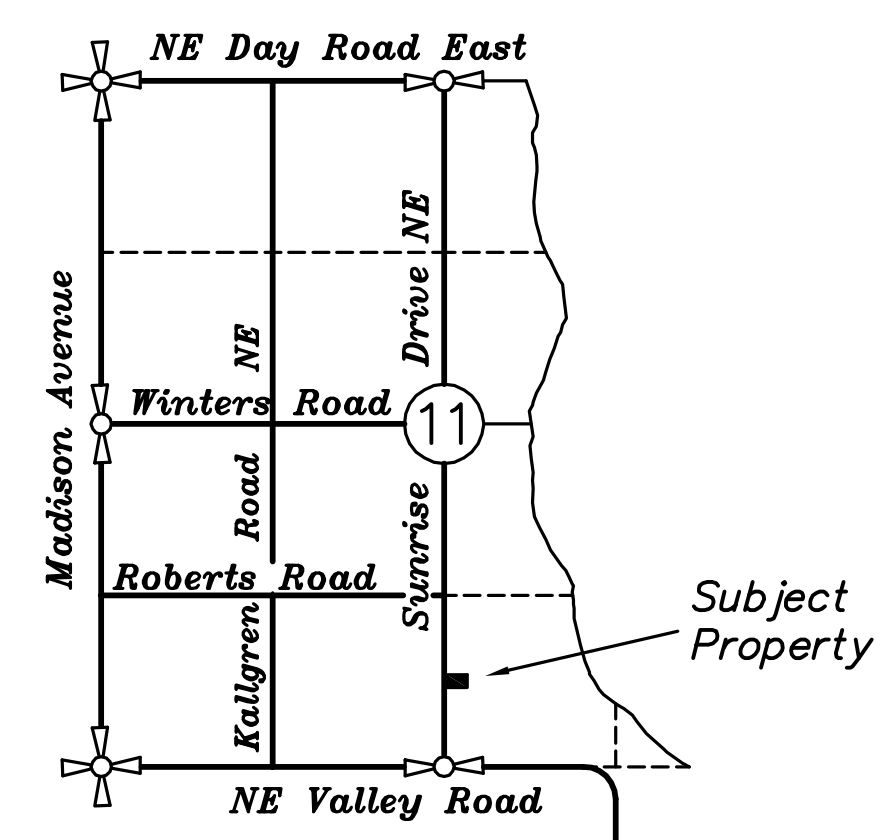 NE Day Road East
Madison Avenue
Sunrise Drive NE
Kallgren Road NE
Winters Road
11
Roberts Road
Subject
Property
NE Valley Road